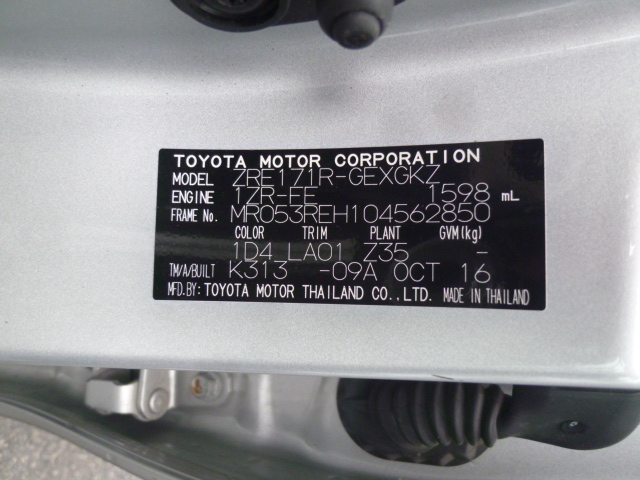 TOYOTA MOTOR CORPORATION
MODEL ZRE171R-GEXGKZ
ENGINE 1ZR-FE 1598 mL
FRAME No. MR053REH104562850
COLOR TRIM PLANT GVM(kg)
1D4 LA01 Z35 -
TM/A/BUILT K313 -09A OCT 16
MFD.BY: TOYOTA MOTOR THAILAND CO.,LTD. MADE IN THAILAND